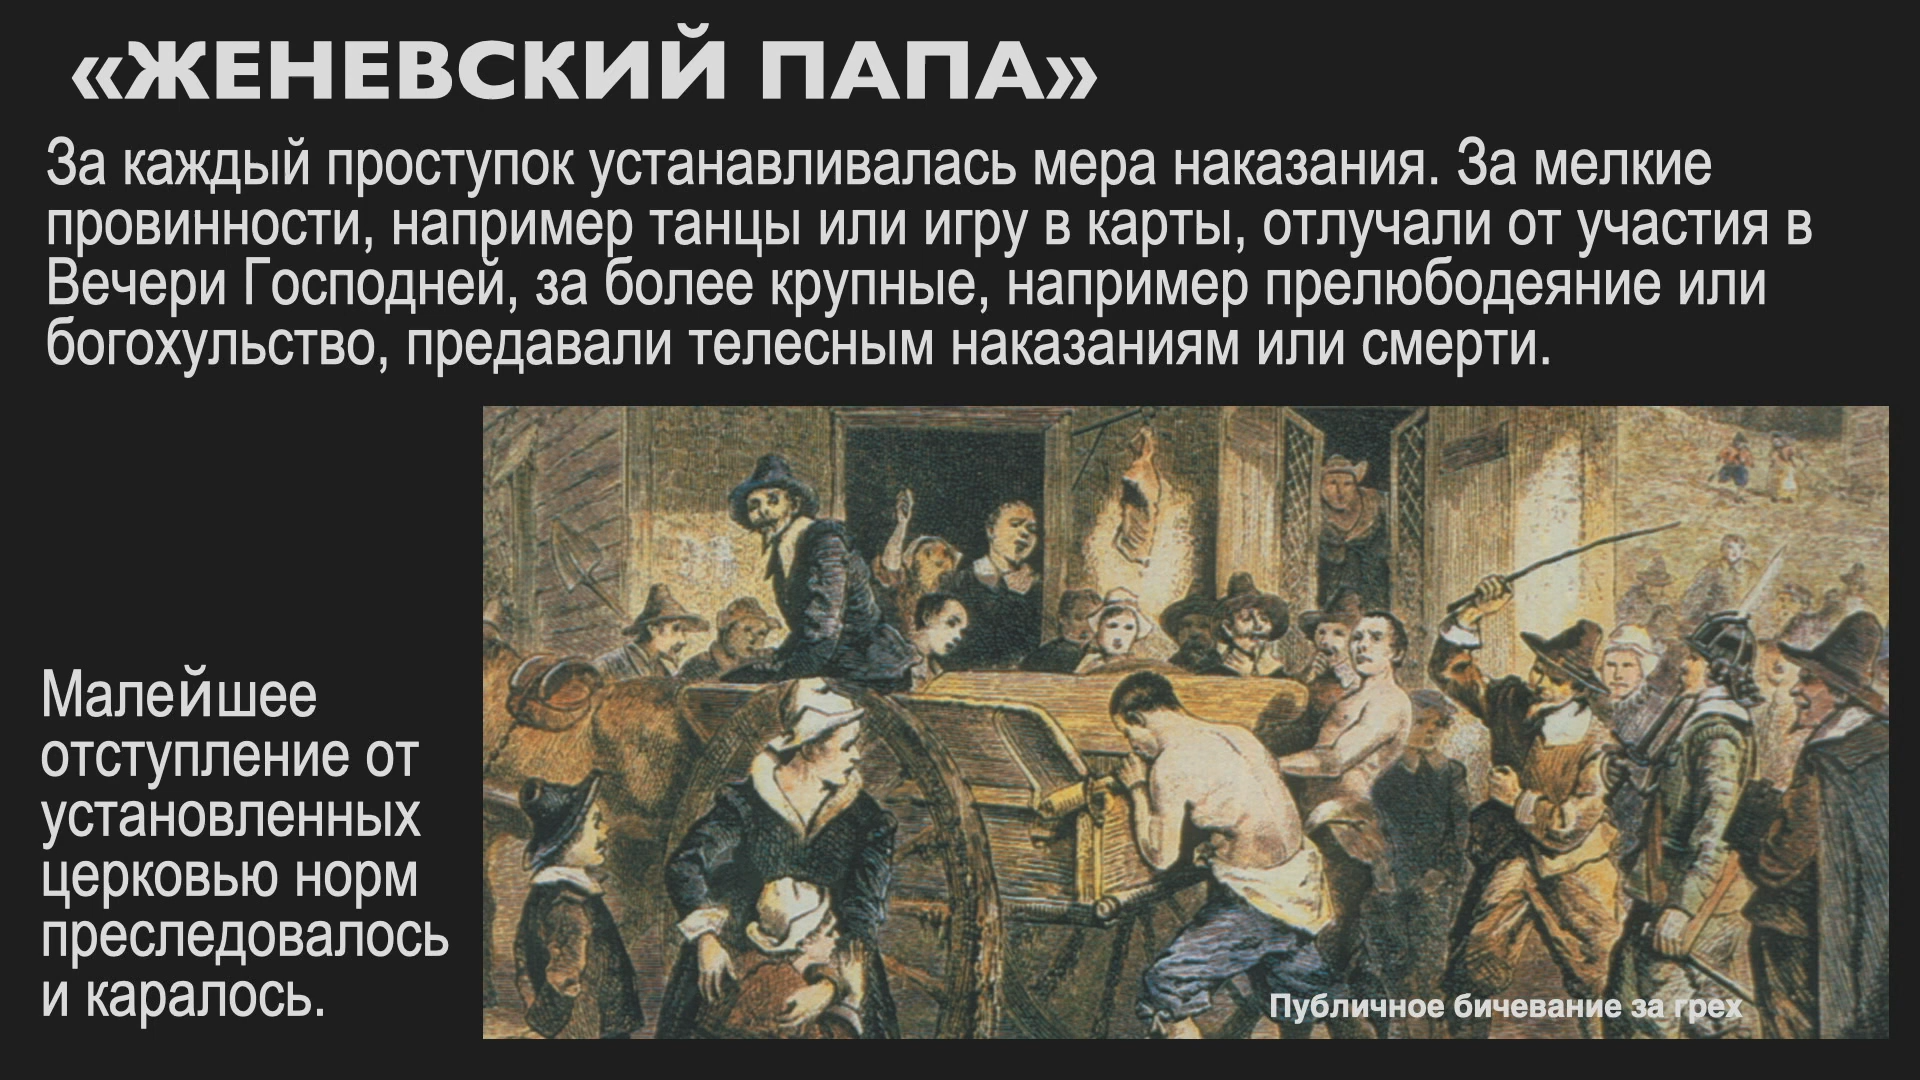 «ЖЕНЕВСКИЙ ПАПА»
За каждый проступок устанавливалась мера наказания. За мелкие
провинности, например танцы или игру в карты, отлучали от участия в
Вечери Господней, за более крупные, например прелюбодеяние или
богохульство, предавали телесным наказаниям или смерти.
Малейшее
отступление от
установленных
церковью норм
преследовалось
и каралось.
Публичное бичевание за грех